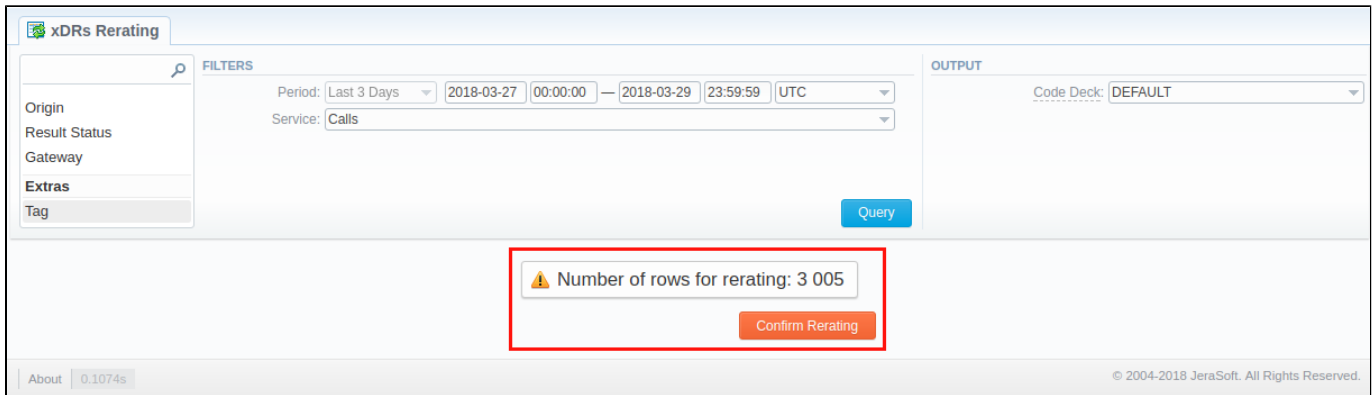 xDRs Rerating
Origin
Result Status
Gateway
Extras
Tag
FILTERS
Period: Last 3 Days 2018-03-27 00:00:00 — 2018-03-29 23:59:59 UTC
Service: Calls
Query
OUTPUT
Code Deck: DEFAULT
Number of rows for rerating: 3 005
Confirm Rerating
About 0.1074s
© 2004-2018 JeraSoft. All Rights Reserved.